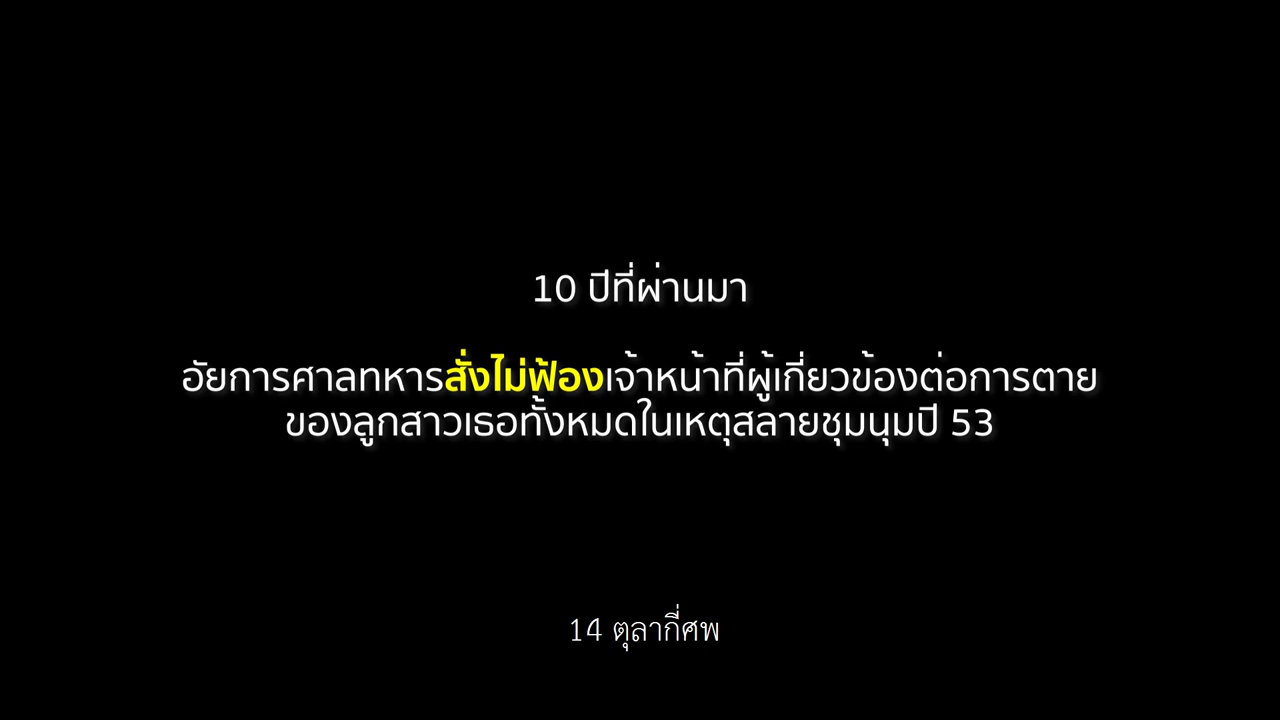 10 ปีที่ผ่านมา
อัยการศาลทหารสั่งไม่ฟ้องเจ้าหน้าที่ผู้เกี่ยวข้องต่อการตาย
ของลูกสาวเธอทั้งหมดในเหตุสลายชุมนุมปี 53
14 ตุลากี่ศพ